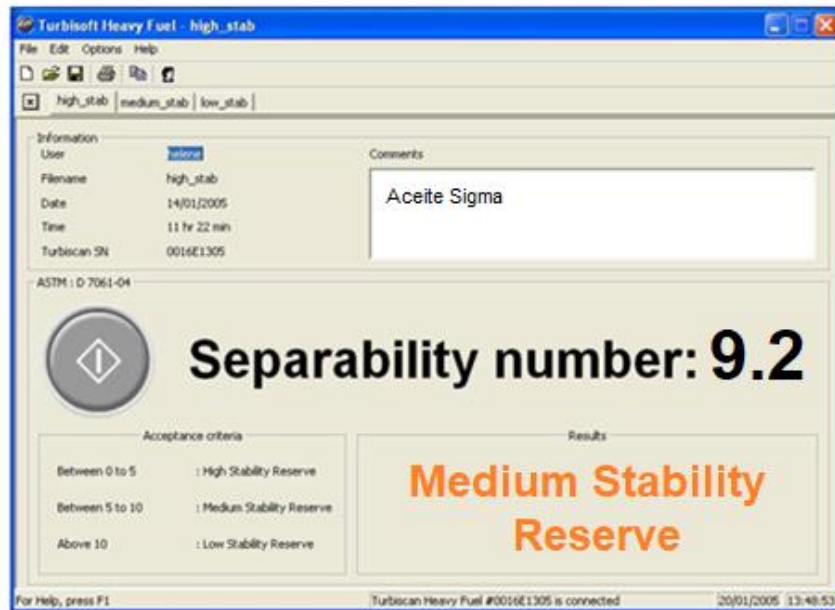 Turbisoft Heavy Fuel - high_stab
File Edit Options Help
high_stab medium_stab low_stab
Information
User helene
Comments
Filename high_stab
Aceite Sigma
Date 14/01/2005
Time 11 hr 22 min
Turbiscan SN 0016E1305
ASTM : D 7061-04
Separability number: 9.2
Acceptance criteria
Results
Between 0 to 5 : High Stability Reserve
Between 5 to 10 : Medium Stability Reserve
Above 10 : Low Stability Reserve
Medium Stability
Reserve
For Help, press F1
Turbiscan Heavy Fuel #0016E1305 is connected
20/01/2005 13:48:53